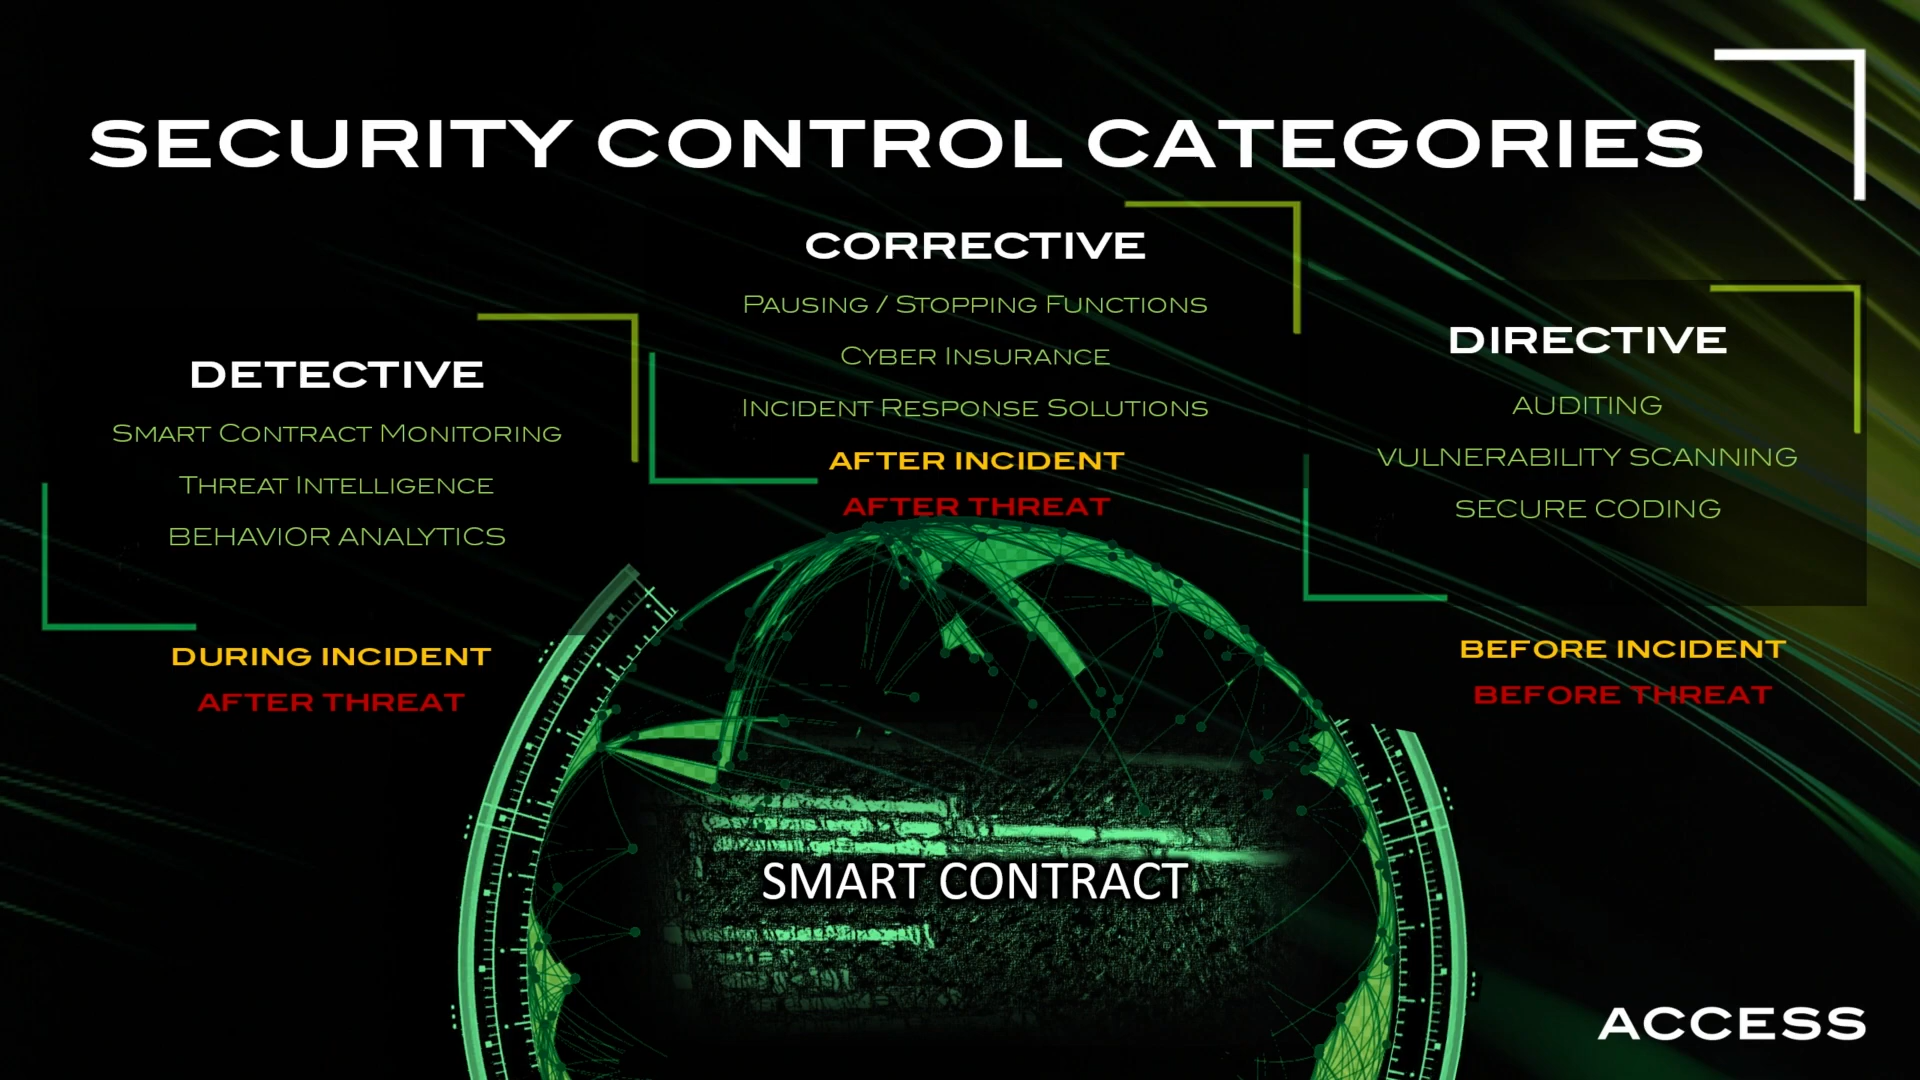 SECURITY CONTROL CATEGORIES
DETECTIVE
SMART CONTRACT MONITORING
THREAT INTELLIGENCE
BEHAVIOR ANALYTICS
DURING INCIDENT
AFTER THREAT
CORRECTIVE
PAUSING / STOPPING FUNCTIONS
CYBER INSURANCE
INCIDENT RESPONSE SOLUTIONS
AFTER INCIDENT
AFTER THREAT
DIRECTIVE
AUDITING
VULNERABILITY SCANNING
SECURE CODING
BEFORE INCIDENT
BEFORE THREAT
SMART CONTRACT
ACCESS